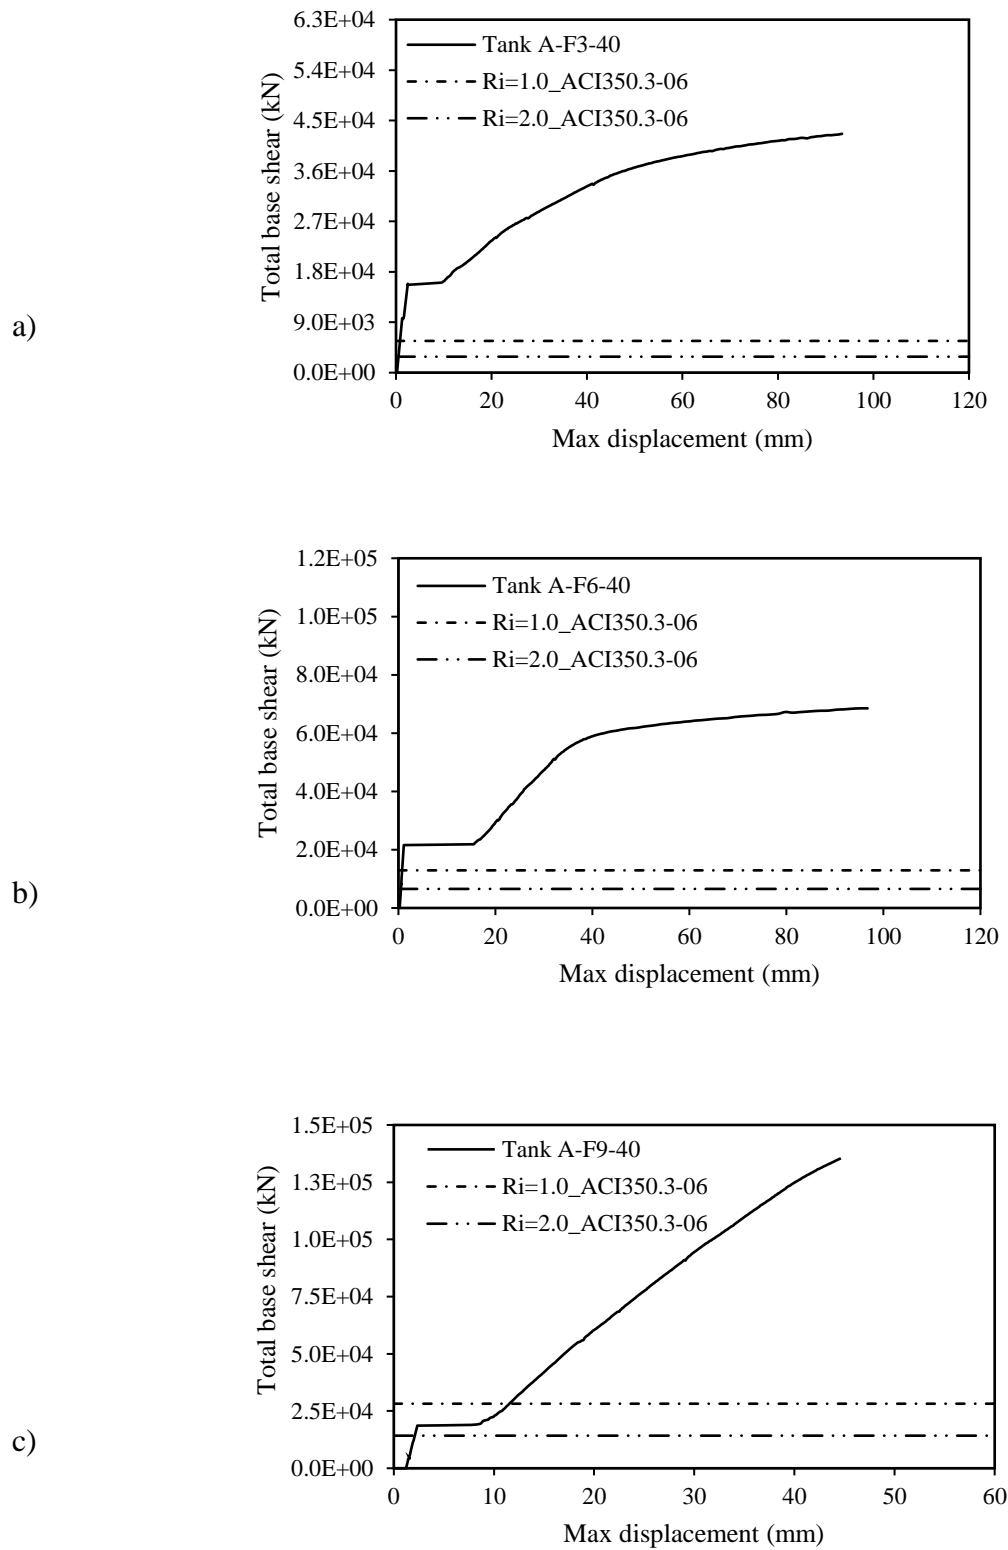 a)
Total base shear (kN)
6.3E+04
5.4E+04
4.5E+04
3.6E+04
2.7E+04
1.8E+04
9.0E+03
0.0E+00
Tank A-F3-40
Ri=1.0_ACI350.3-06
Ri=2.0_ACI350.3-06
0 20 40 60 80 100 120
Max displacement (mm)
b)
Total base shear (kN)
1.2E+05
1.0E+05
8.0E+04
6.0E+04
4.0E+04
2.0E+04
0.0E+00
Tank A-F6-40
Ri=1.0_ACI350.3-06
Ri=2.0_ACI350.3-06
0 20 40 60 80 100 120
Max displacement (mm)
c)
Total base shear (kN)
1.5E+05
1.3E+05
1.0E+05
7.5E+04
5.0E+04
2.5E+04
0.0E+00
Tank A-F9-40
Ri=1.0_ACI350.3-06
Ri=2.0_ACI350.3-06
0 10 20 30 40 50 60
Max displacement (mm)